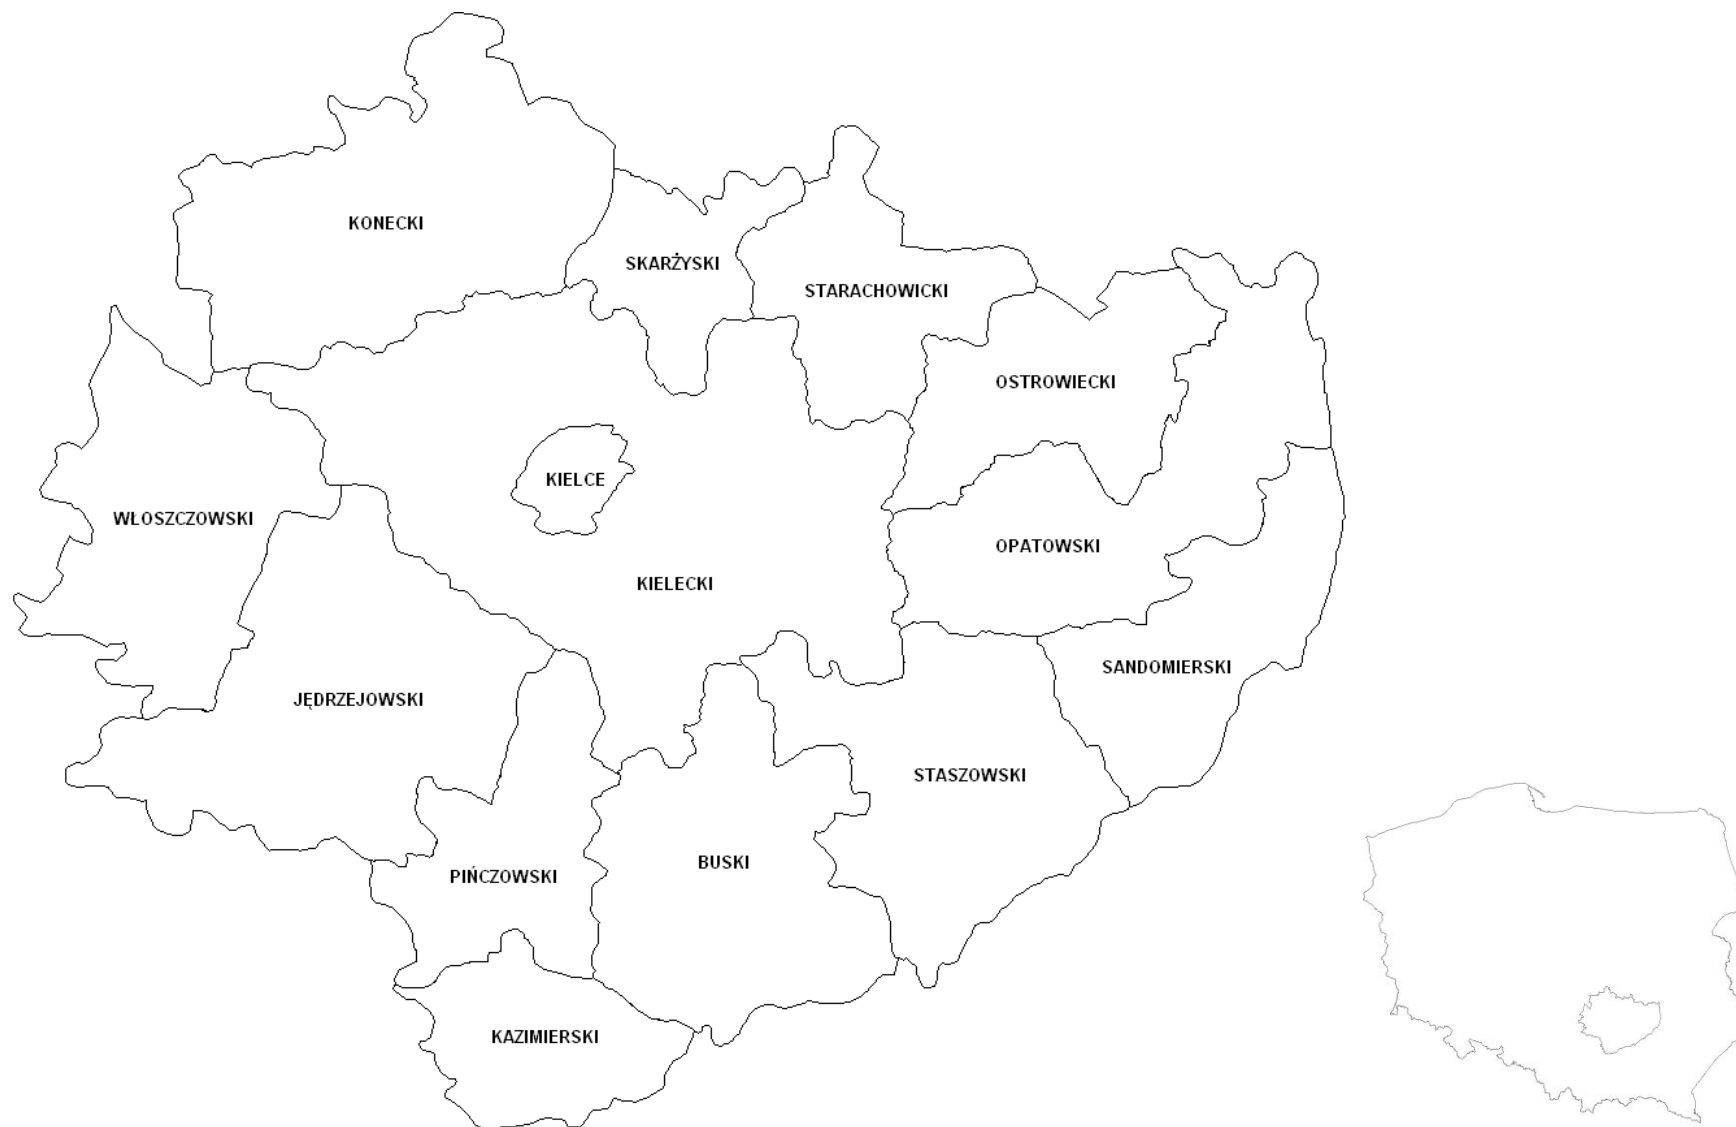 KONECKI
SKARŻYSKI
STARACHOWICKI
OSTROWIECKI
KIELCE
WŁOSZCZOWSKI
OPATOWSKI
KIELECKI
SANDOMIERSKI
JĘDRZEJOWSKI
STASZOWSKI
BUSKI
PIŃCZOWSKI
KAZIMIERSKI